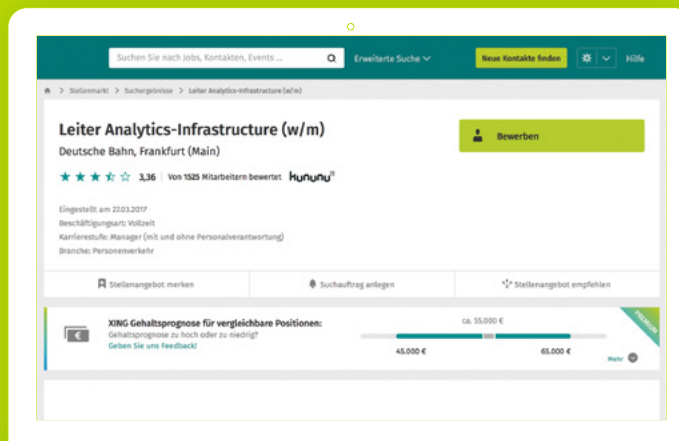 Suchen Sie nach Jobs, Kontakten, Events ...
Erweiterte Suche
Neue Kontakte finden
Hilfe
> Stellenmarkt > Suchergebnisse > Leiter Analytics-Infrastructure (w/m)
Leiter Analytics-Infrastructure (w/m)
Bewerben
Deutsche Bahn, Frankfurt (Main)
3,36 | Von 1525 Mitarbeitern bewertet kununu
Eingestellt am 27.03.2017
Beschäftigungsart: Vollzeit
Karrierestufe: Manager (mit und ohne Personalverantwortung)
Branche: Personenverkehr
Stellenangebot merken
Suchauftrag anlegen
Stellenangebot empfehlen
XING Gehaltsprognose für vergleichbare Positionen:
Gehaltsprognose zu hoch oder zu niedrig?
Geben Sie uns Feedback!
ca. 55.000 €
45.000 €
65.000 €
PREMIUM
Mehr